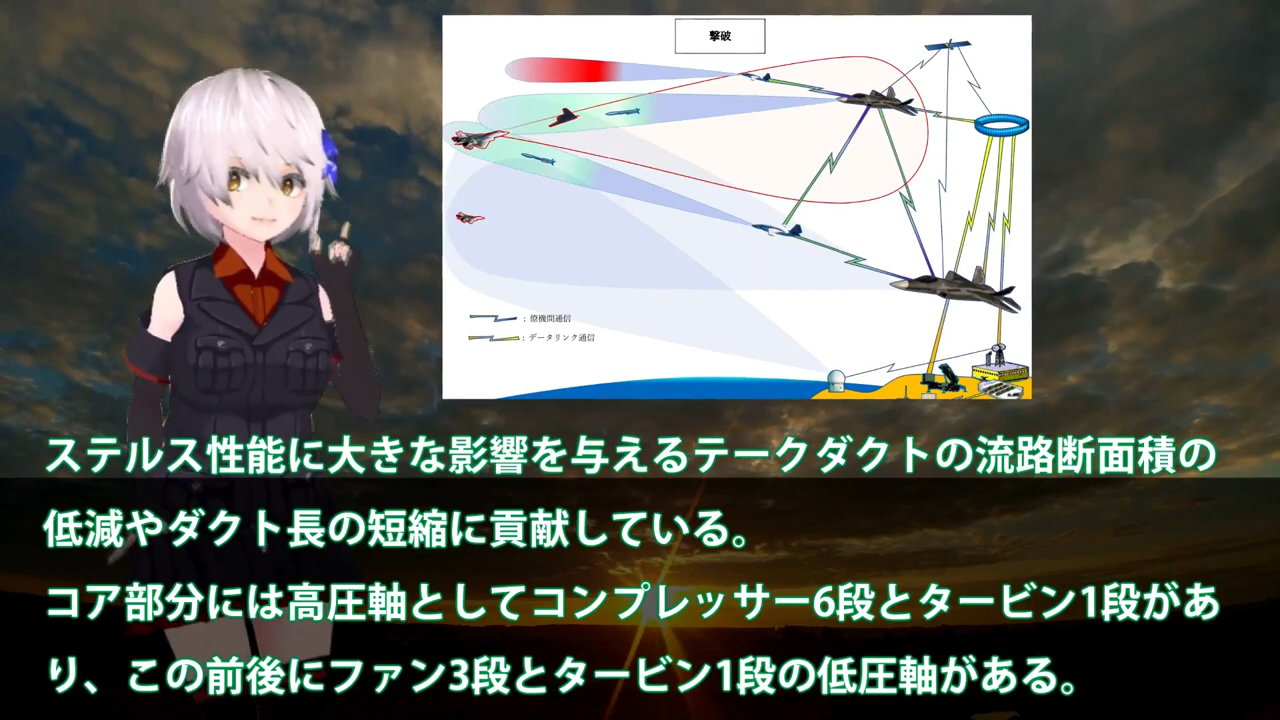 撃破
：僚機間通信
：データリンク通信
ステルス性能に大きな影響を与えるテークダクトの流路断面積の
低減やダクト長の短縮に貢献している。
コア部分には高圧軸としてコンプレッサー6段とタービン1段があ
り、この前後にファン3段とタービン1段の低圧軸がある。